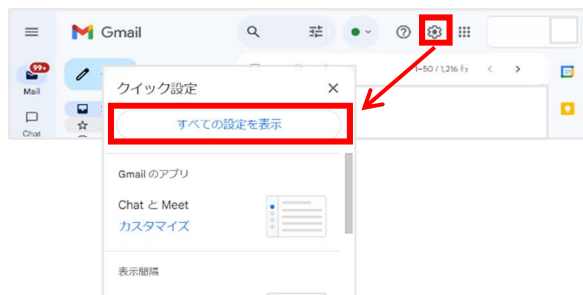 Gmail
99+
Mail
Chat
1-50 / 1,216 行
クイック設定
すべての設定を表示
Gmail のアプリ
Chat と Meet
カスタマイズ
表示間隔